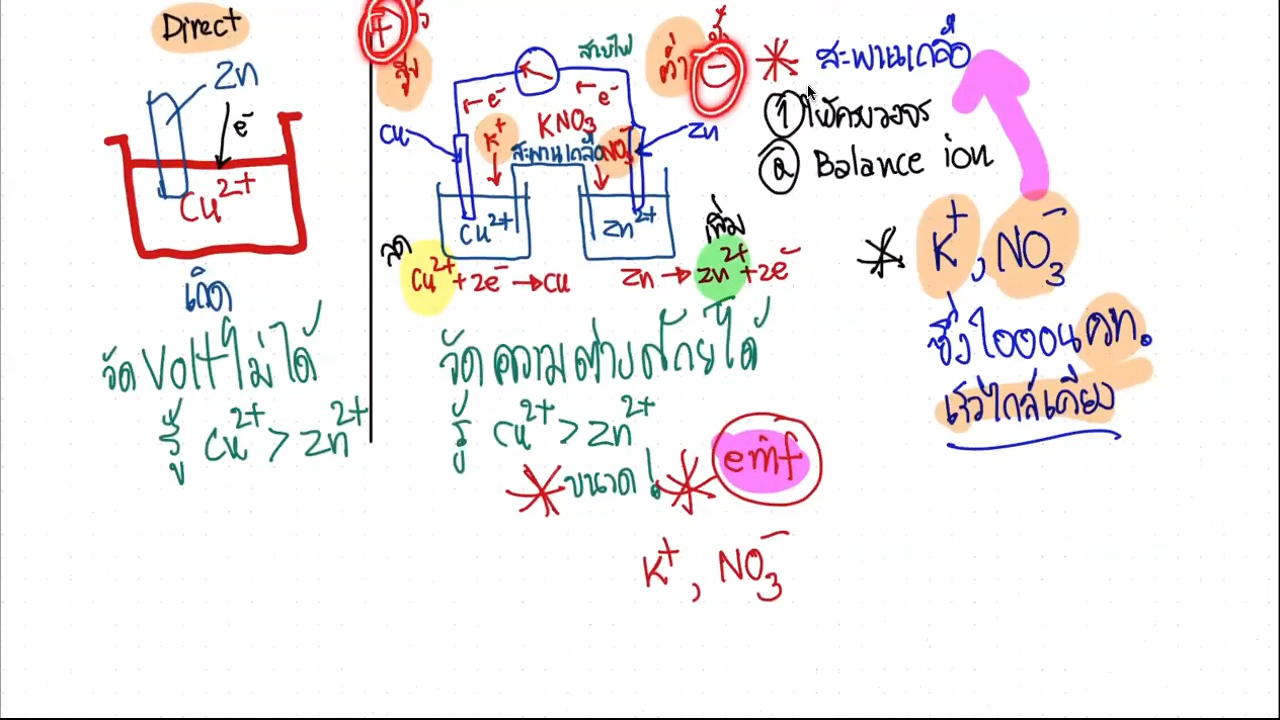 Direct
Zn
e⁻
Cu²⁺
เกิด
วัด Volt ไม่ได้
รู้ Cu²⁺ > Zn²⁺
+
ขั้ว
สูง
สายไฟ
ต่ำ
ขั้ว
−
← e⁻
← e⁻
Cu
K⁺
KNO₃
NO₃⁻
Zn
สะพานเกลือ
Cu²⁺
Zn²⁺
ลด
เพิ่ม
Cu²⁺ + 2e⁻ → Cu
Zn → Zn²⁺ + 2e⁻
วัดความต่างศักย์ได้
รู้ Cu²⁺ > Zn²⁺
* ขนาด! *
emf
K⁺, NO₃⁻
* สะพานเกลือ
① ให้ครบวงจร
② Balance ion
* K⁺, NO₃⁻
ซึ่งไอออน คท.
เร็วใกล้เคียง